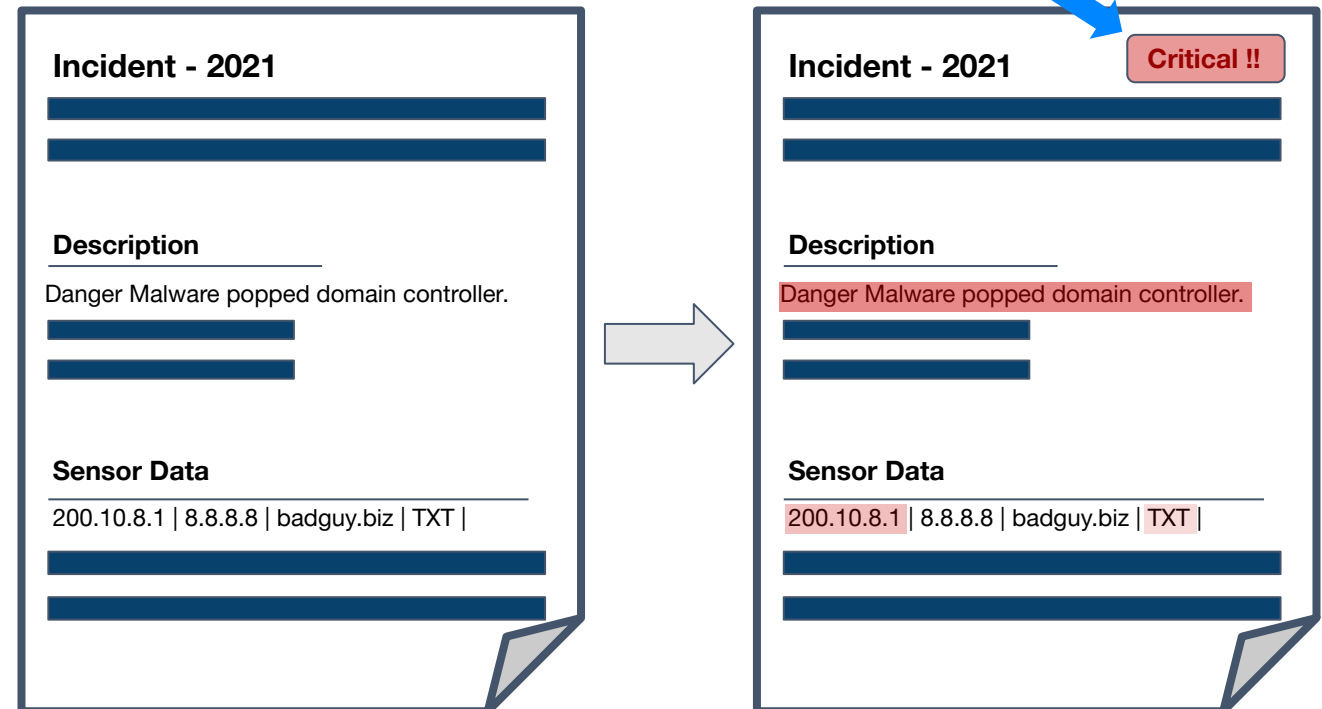 Incident - 2021
Description
Danger Malware popped domain controller.
Sensor Data
200.10.8.1 | 8.8.8.8 | badguy.biz | TXT |
Incident - 2021
Critical !!
Description
Danger Malware popped domain controller.
Sensor Data
200.10.8.1 | 8.8.8.8 | badguy.biz | TXT |